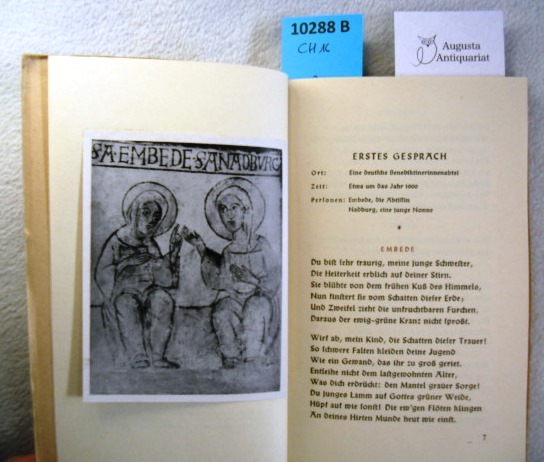 10288 B
CH 16
Augusta
Antiquariat
S·A·EMBEDE·S·A·NADBURG
ERSTES GESPRÄCH
Ort: Eine deutsche Benediktinerinnenabtei
Zeit: Etwa um das Jahr 1000
Personen: Embede, die Äbtissin
Nadburg, eine junge Nonne
*
EMBEDE
Du bist sehr traurig, meine junge Schwester,
Die Heiterkeit erblich auf deiner Stirn.
Sie blühte von dem frühen Kuß des Himmels,
Nun finstert sie vom Schatten dieser Erde;
Und Zweifel zieht die unfruchtbaren Furchen,
Daraus der ewig-grüne Kranz nicht sproßt.
Wirf ab, mein Kind, die Schatten dieser Trauer!
So schwere Falten kleiden deine Jugend
Wie ein Gewand, das ihr zu groß geriet.
Entleihe nicht dem lastgewohnten Alter,
Was dich erdrückt: den Mantel grauer Sorge!
Du junges Lamm auf Gottes grüner Weide,
Hüpf auf wie sonst! Die ew'gen Flöten klingen
An deines Hirten Munde heut wie einst.
7